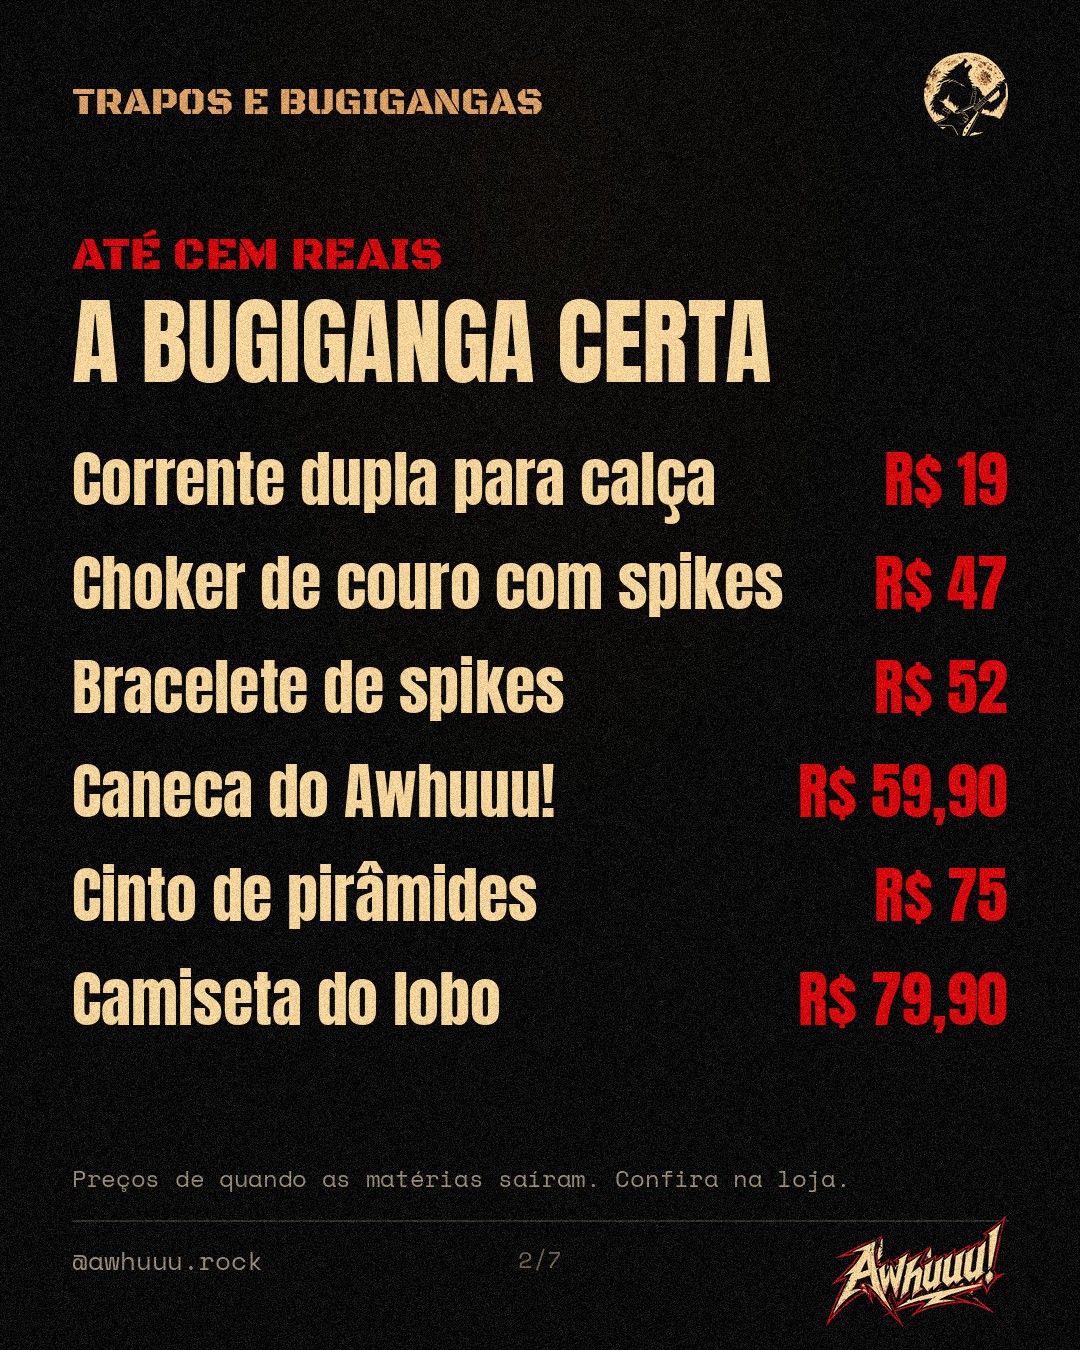 TRAPOS E BUGIGANGAS
ATÉ CEM REAIS
A BUGIGANGA CERTA
Corrente dupla para calça R$ 19
Choker de couro com spikes R$ 47
Bracelete de spikes R$ 52
Caneca do Awhuuu! R$ 59,90
Cinto de pirâmides R$ 75
Camiseta do lobo R$ 79,90
Preços de quando as matérias saíram. Confira na loja.
@awhuuu.rock 2/7 Awhuuu!